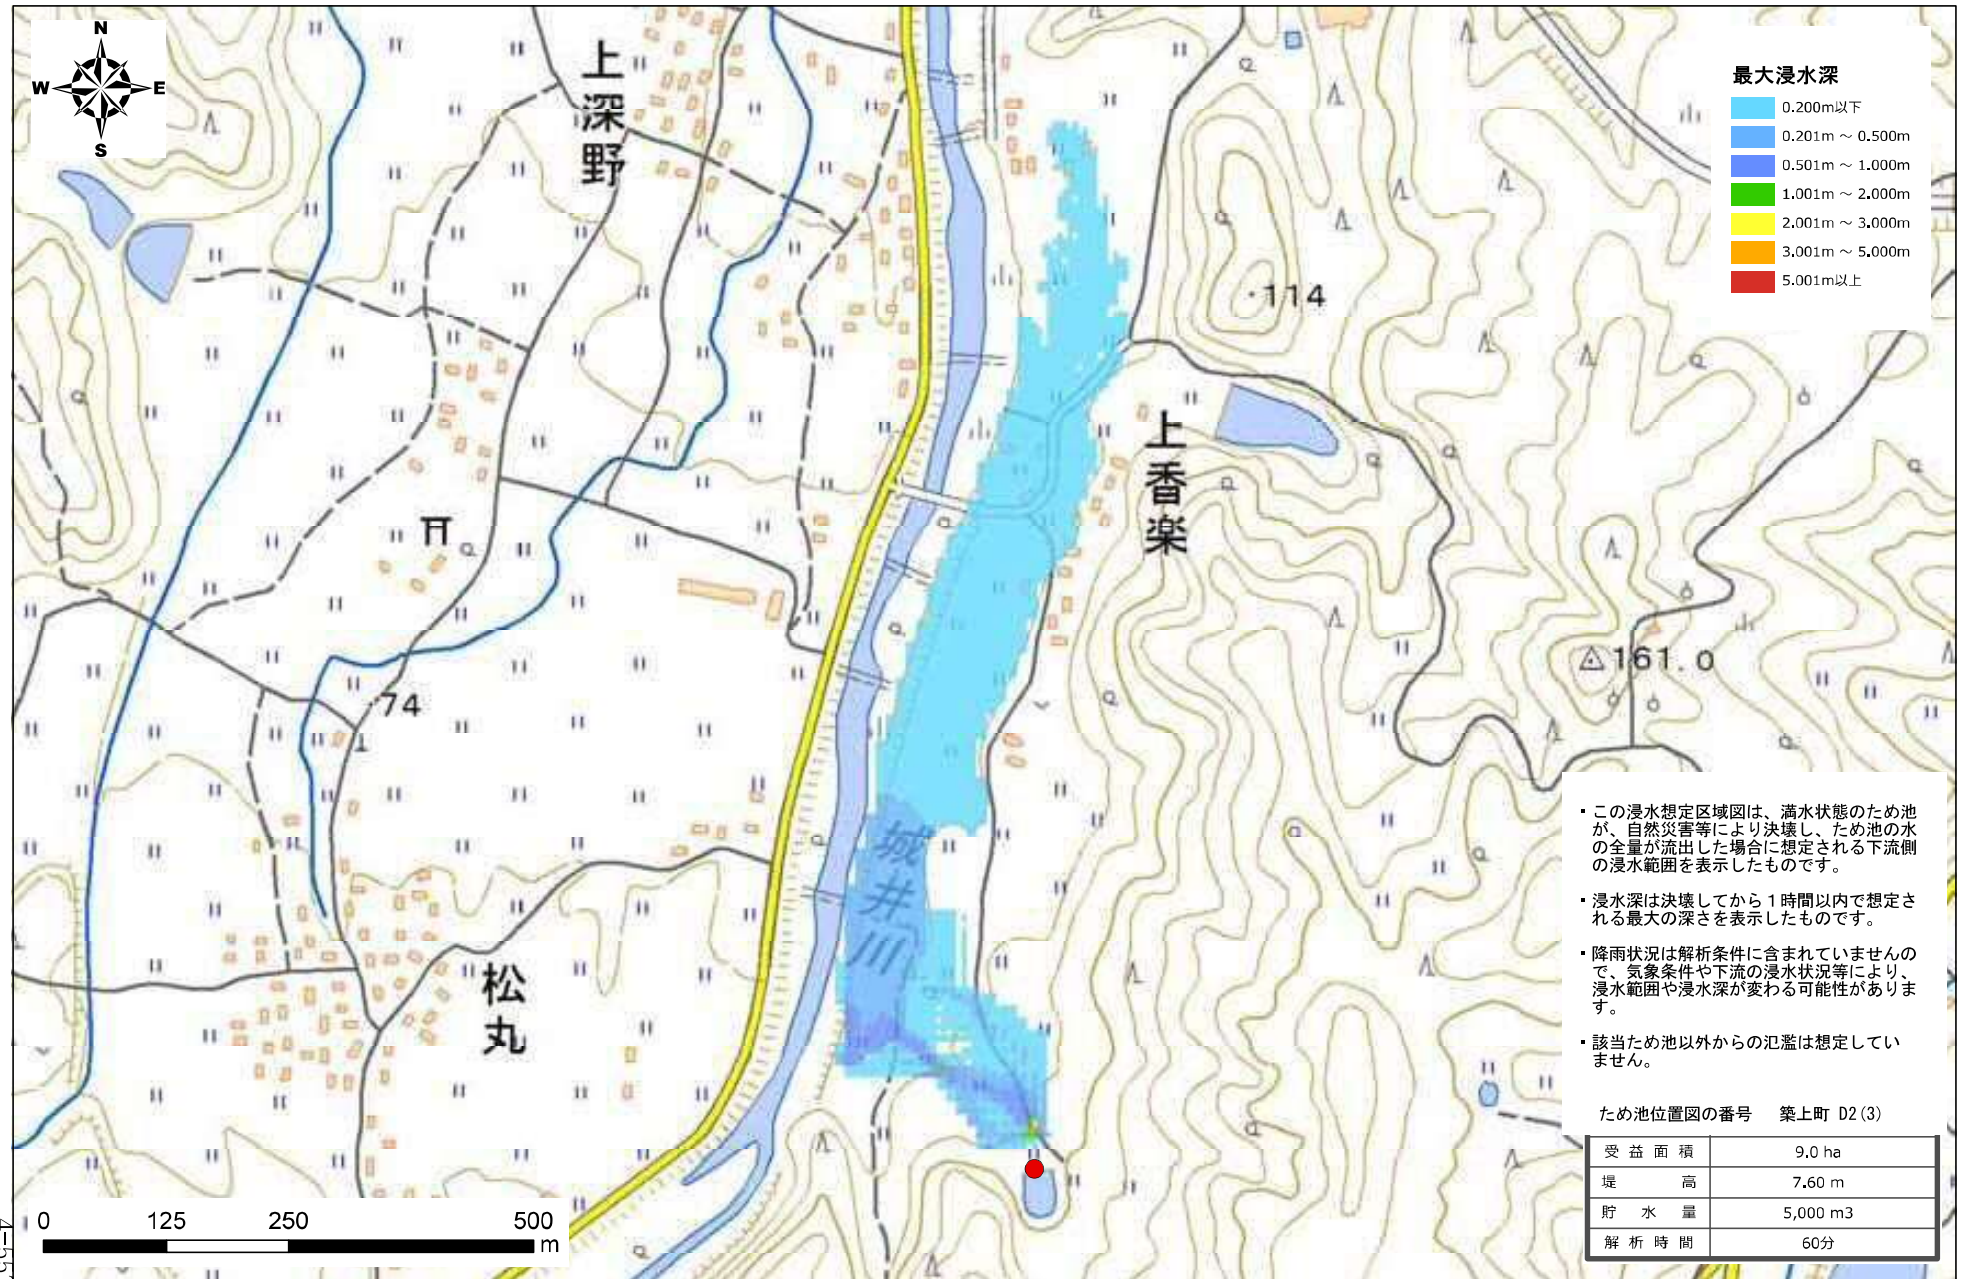 N
W
E
S
上深野
上香楽
城井川
松丸
114
161.0
74
最大浸水深
0.200m以下
0.201m ～ 0.500m
0.501m ～ 1.000m
1.001m ～ 2.000m
2.001m ～ 3.000m
3.001m ～ 5.000m
5.001m以上
・この浸水想定区域図は、満水状態のため池
が、自然災害等により決壊し、ため池の水
の全量が流出した場合に想定される下流側
の浸水範囲を表示したものです。
・浸水深は決壊してから１時間以内で想定さ
れる最大の深さを表示したものです。
・降雨状況は解析条件に含まれていませんの
で、気象条件や下流の浸水状況等により、
浸水範囲や浸水深が変わる可能性がありま
す。
・該当ため池以外からの氾濫は想定してい
ません。
ため池位置図の番号 築上町 D2(3)
受益面積 9.0 ha
堤高 7.60 m
貯水量 5,000 m3
解析時間 60分
0 125 250 500
m